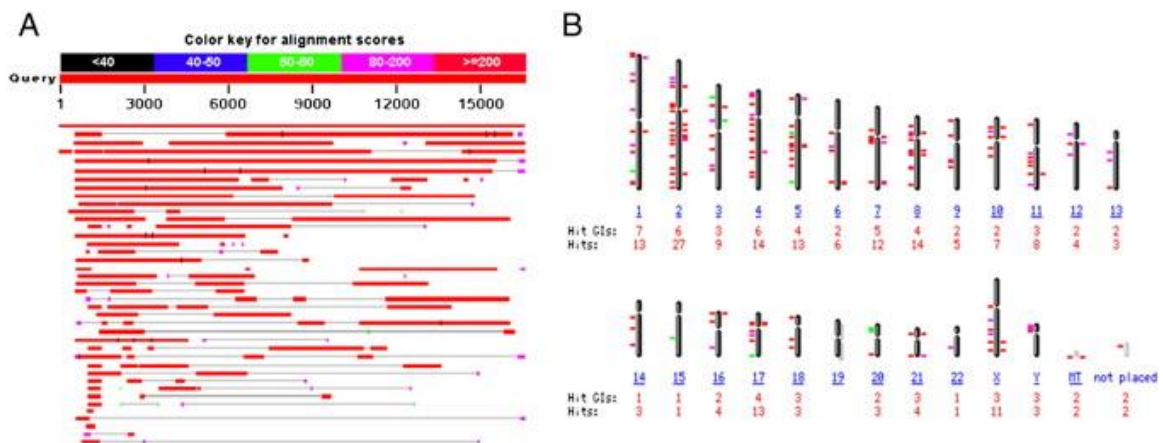 A
Color key for alignment scores
<40 40-50 50-80 80-200 >=200
Query
1 3000 6000 9000 12000 15000
B
1 2 3 4 5 6 7 8 9 10 11 12 13
Hit GIs: 7 6 3 6 4 2 5 4 2 2 3 2 2
Hits: 13 27 9 14 13 6 12 14 5 7 8 4 3
14 15 16 17 18 19 20 21 22 X Y MT not placed
Hit GIs: 1 1 2 4 3 2 3 1 3 3 2 2
Hits: 3 1 4 13 3 3 4 1 11 3 2 2